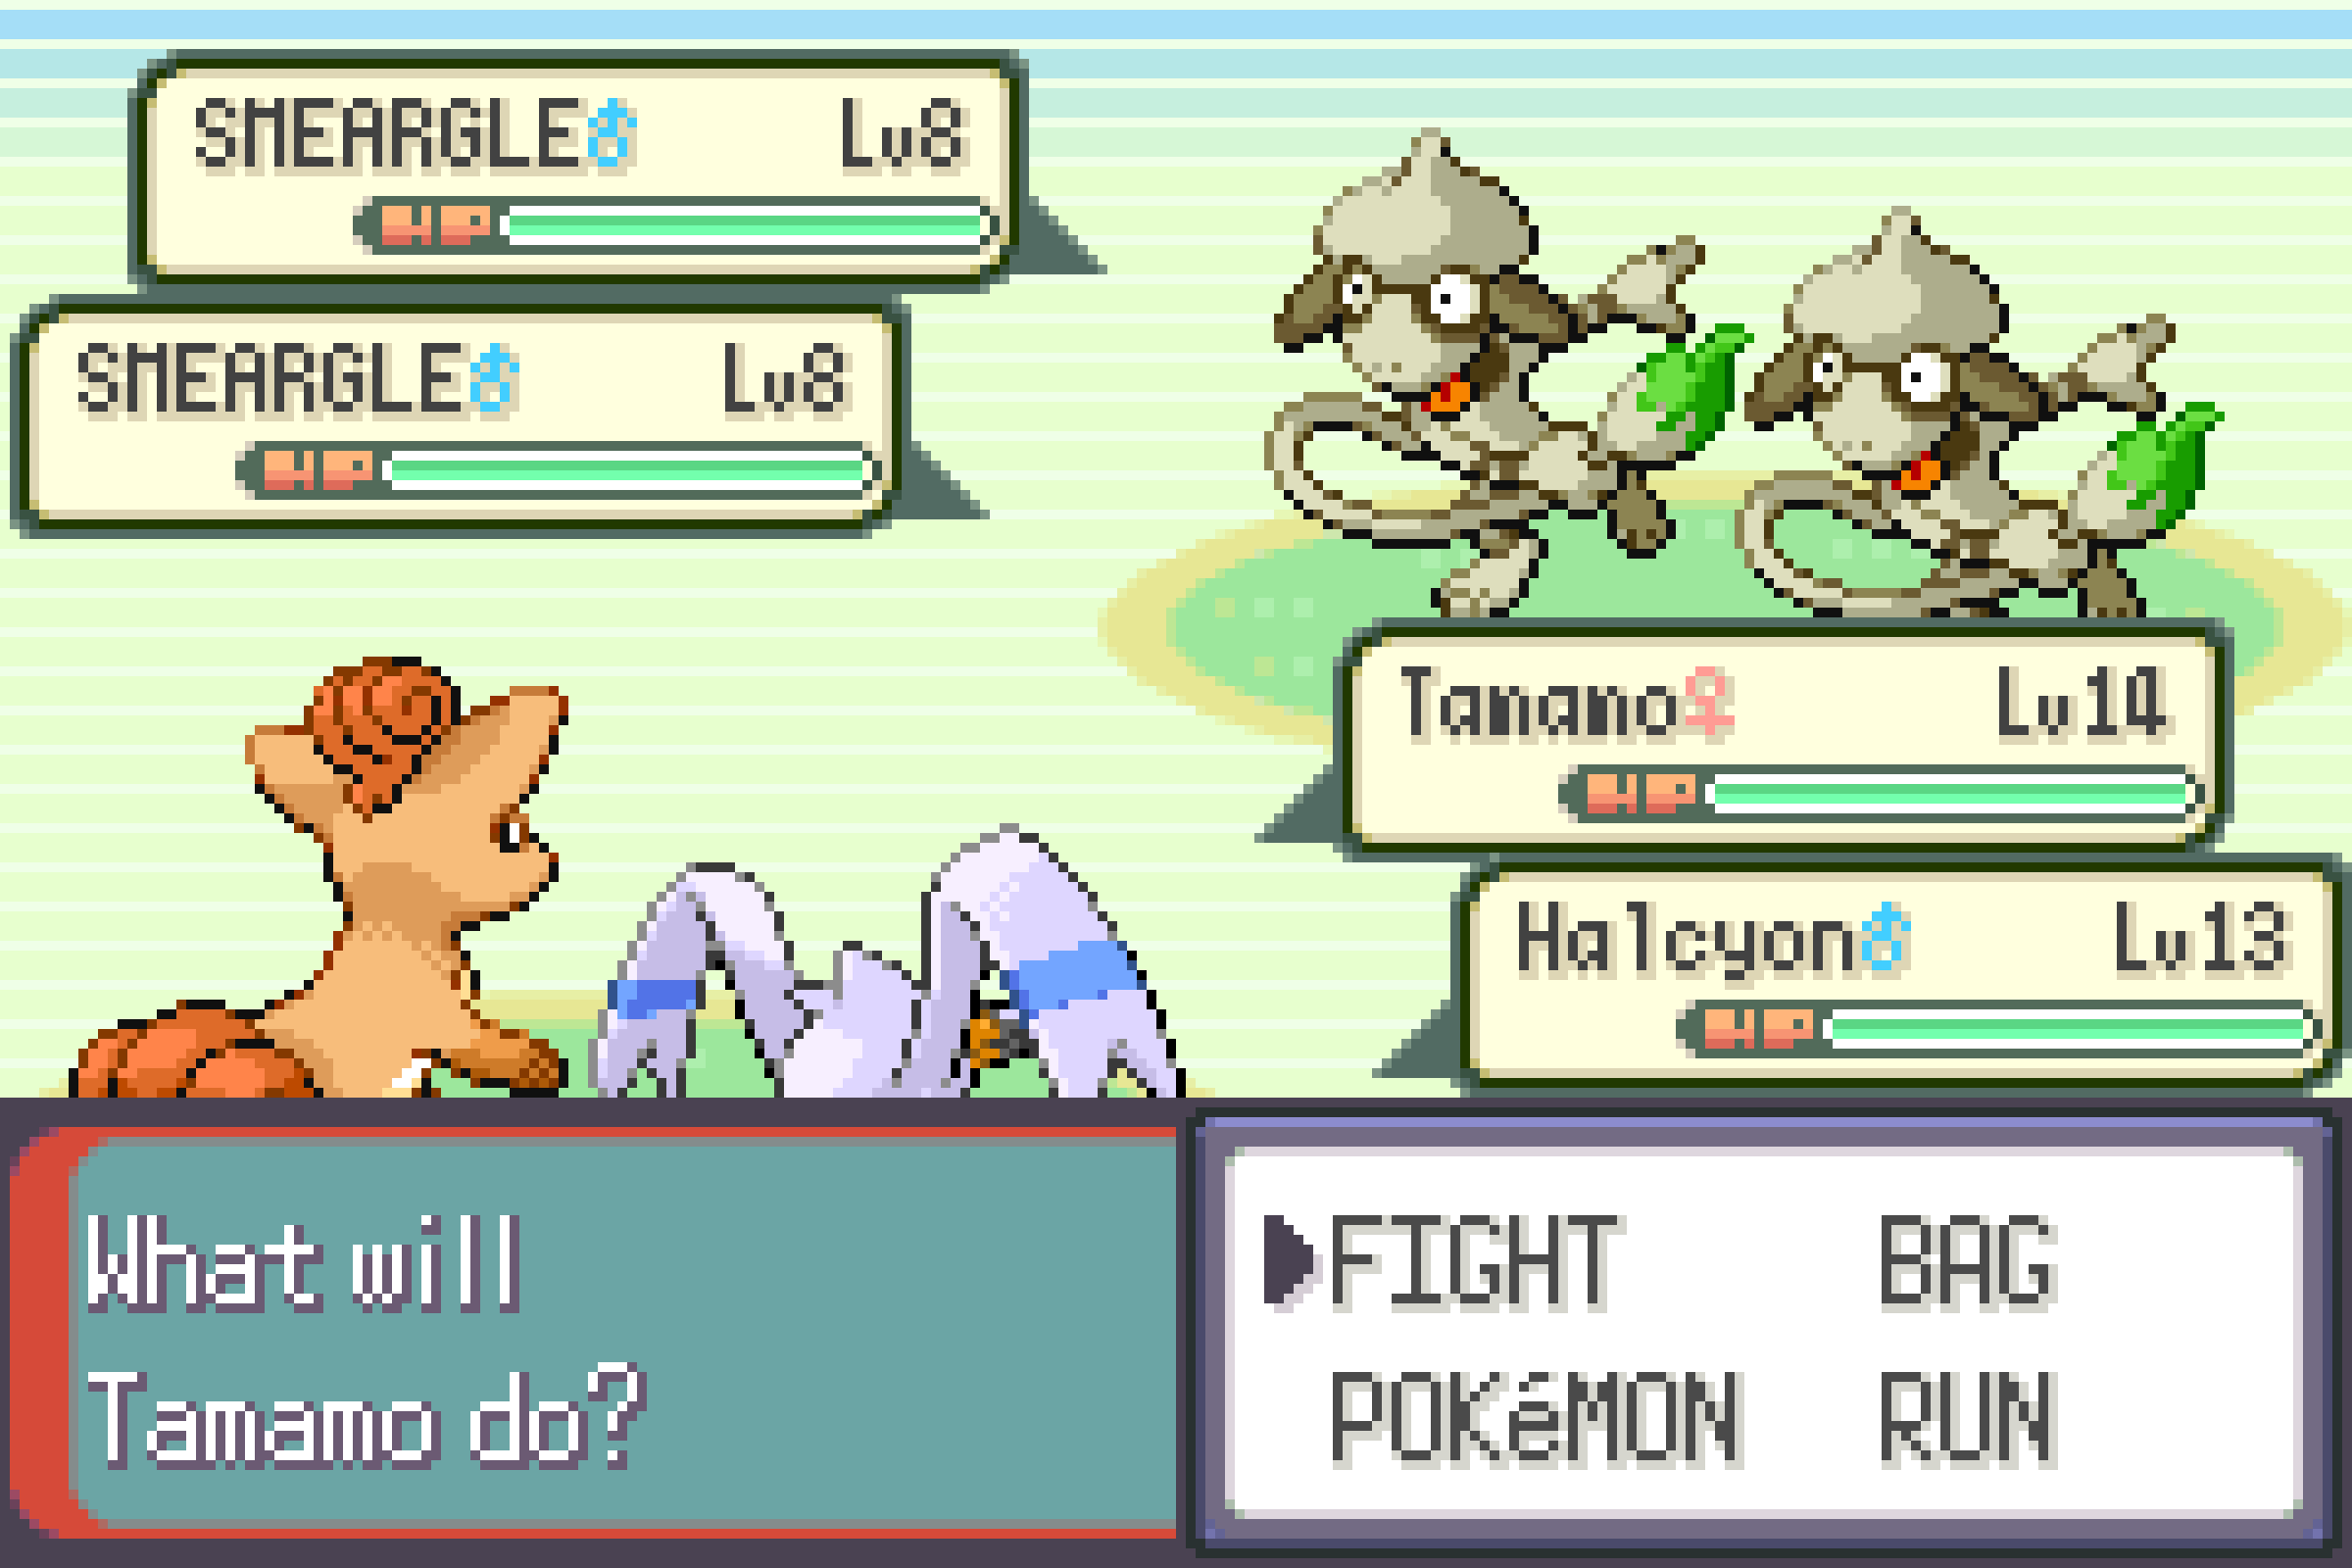 SMEARGLE♂ Lv8
HP
SMEARGLE♂ Lv8
HP
Tamamo♀ Lv14
HP
Halcyon♂ Lv13
HP
What will
Tamamo do?
FIGHT BAG
POKéMON RUN